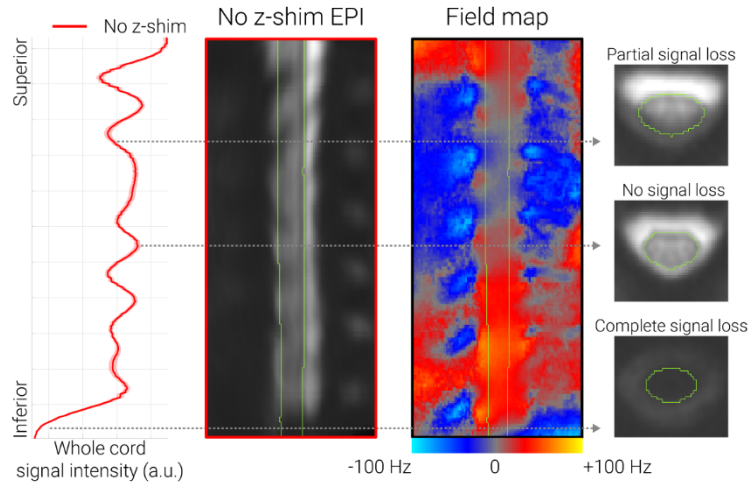 No z-shim
No z-shim EPI
Field map
Superior
Inferior
Whole cord
signal intensity (a.u.)
-100 Hz
0
+100 Hz
Partial signal loss
No signal loss
Complete signal loss